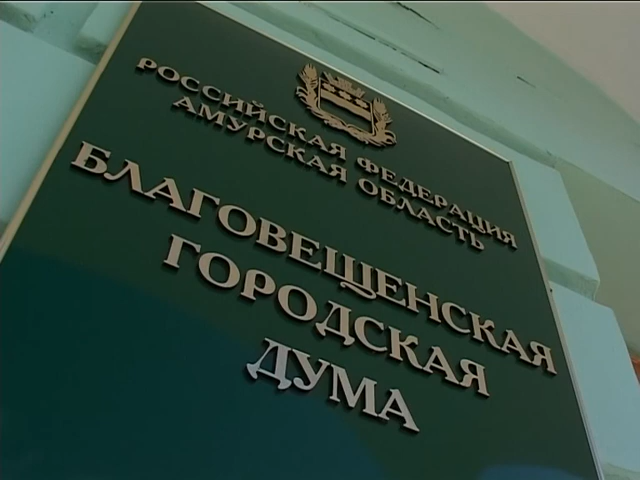 РОССИЙСКАЯ ФЕДЕРАЦИЯ
АМУРСКАЯ ОБЛАСТЬ
БЛАГОВЕЩЕНСКАЯ
ГОРОДСКАЯ
ДУМА